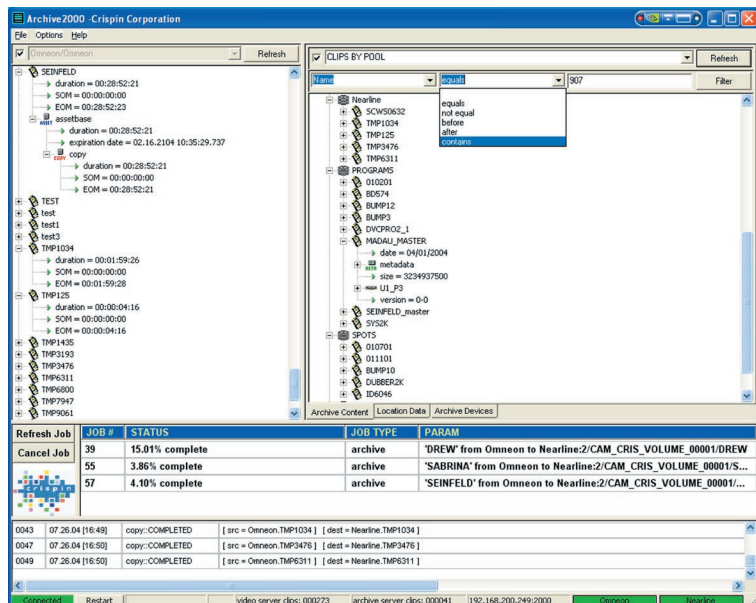 Archive2000 -Crispin Corporation
File Options Help
Omneon/Omneon
Refresh
SEINFELD
duration = 00:28:52:21
SOM = 00:00:00:00
EOM = 00:28:52:23
ASSET assetbase
duration = 00:28:52:21
expiration date = 02.16.2104 10:35:29.737
COPY copy
duration = 00:28:52:21
SOM = 00:00:00:00
EOM = 00:28:52:21
TEST
test
test1
test3
TMP1034
duration = 00:01:59:26
SOM = 00:00:00:00
EOM = 00:01:59:28
TMP125
duration = 00:00:04:16
SOM = 00:00:00:00
EOM = 00:00:04:16
TMP1435
TMP3193
TMP3476
TMP6311
TMP6800
TMP7947
TMP9061
CLIPS BY POOL
Refresh
Name
equals
907
Filter
equals
not equal
before
after
contains
Nearline
SCWS0632
TMP1034
TMP125
TMP3476
TMP6311
PROGRAMS
010201
BD574
BUMP12
BUMP3
DVCPRO2_1
MADAU_MASTER
date = 04/01/2004
META metadata
size = 3234937500
U1_P3
version = 0-0
SEINFELD_master
SYS2K
SPOTS
010701
011101
BUMP10
DUBBER2K
ID6046
Archive Content Location Data Archive Devices
Refresh Job
Cancel Job
crispin
JOB # STATUS JOB TYPE PARAM
39 15.01% complete archive 'DREW' from Omneon to Nearline:2/CAM_CRIS_VOLUME_00001/DREW
55 3.86% complete archive 'SABRINA' from Omneon to Nearline:2/CAM_CRIS_VOLUME_00001/S...
57 4.10% complete archive 'SEINFELD' from Omneon to Nearline:2/CAM_CRIS_VOLUME_00001/...
0043 07.26.04 [16:49] copy::COMPLETED [ src = Omneon.TMP1034 ] [ dest = Nearline.TMP1034 ]
0047 07.26.04 [16:50] copy::COMPLETED [ src = Omneon.TMP3476 ] [ dest = Nearline.TMP3476 ]
0049 07.26.04 [16:50] copy::COMPLETED [ src = Omneon.TMP6311 ] [ dest = Nearline.TMP6311 ]
Connected Restart video server clips: 000273 archive server clips: 000041 192.168.200.249:2000 Omneon Nearline